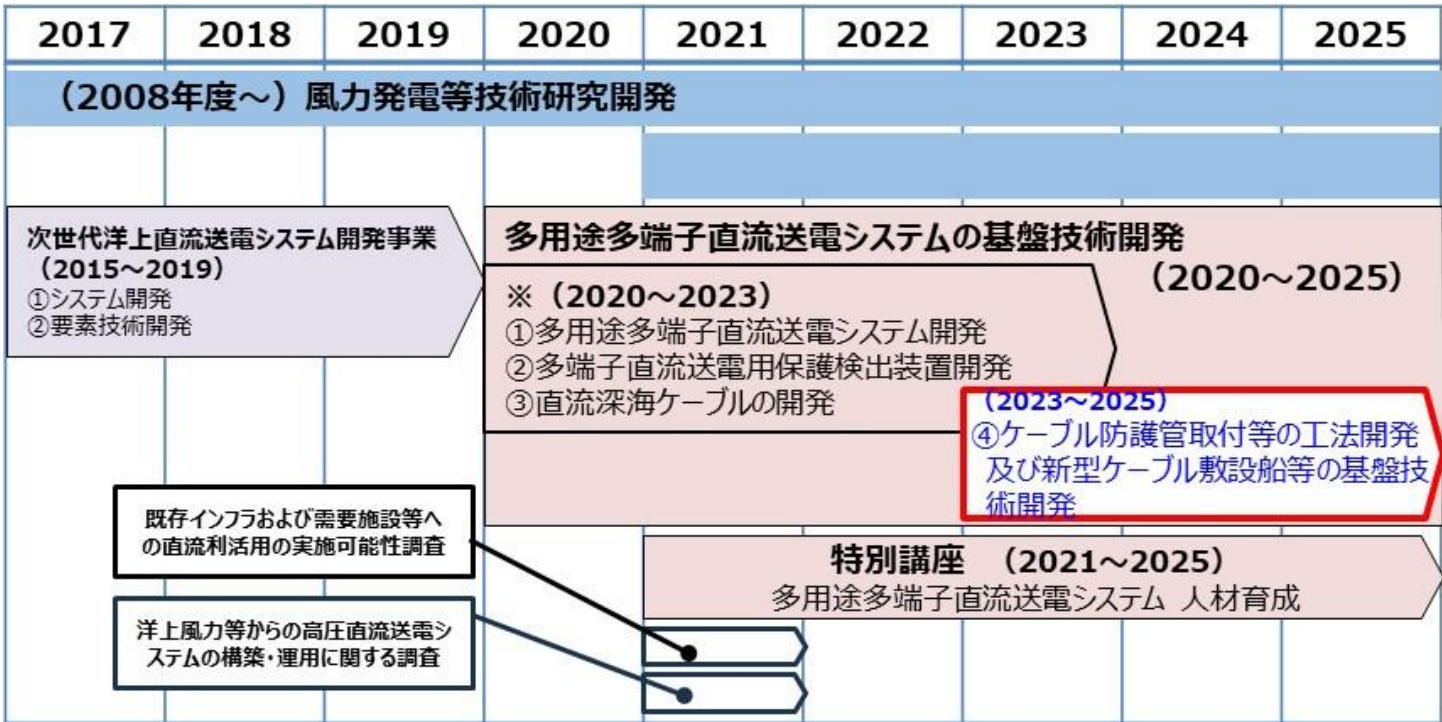 2017 2018 2019 2020 2021 2022 2023 2024 2025
（2008年度～）風力発電等技術研究開発
次世代洋上直流送電システム開発事業
（2015～2019）
①システム開発
②要素技術開発
多用途多端子直流送電システムの基盤技術開発
（2020～2025）
※（2020～2023）
①多用途多端子直流送電システム開発
②多端子直流送電用保護検出装置開発
③直流深海ケーブルの開発
（2023～2025）
④ケーブル防護管取付等の工法開発
及び新型ケーブル敷設船等の基盤技
術開発
既存インフラおよび需要施設等へ
の直流利活用の実施可能性調査
特別講座 （2021～2025）
多用途多端子直流送電システム 人材育成
洋上風力等からの高圧直流送電シ
ステムの構築・運用に関する調査